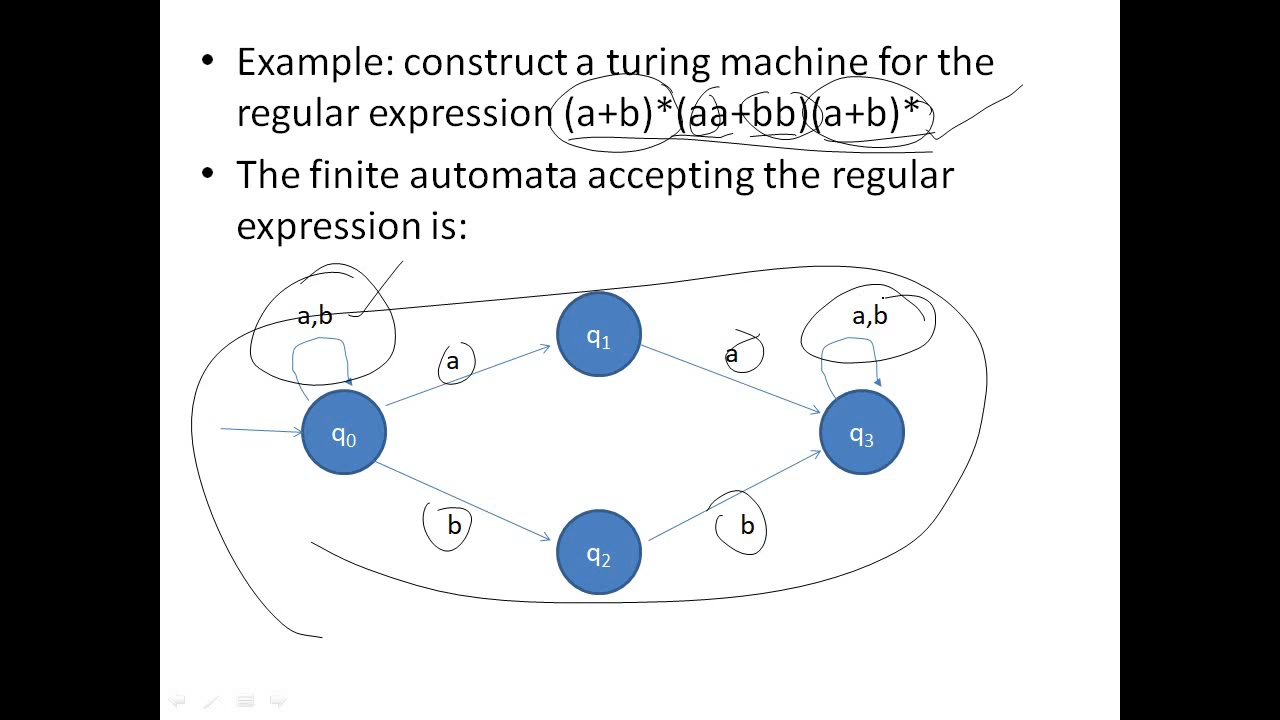 • Example: construct a turing machine for the
regular expression (a+b)*(aa+bb)(a+b)*
• The finite automata accepting the regular
expression is:
a,b
a,b
q₁
a
a
q₀
q₃
b
b
q₂